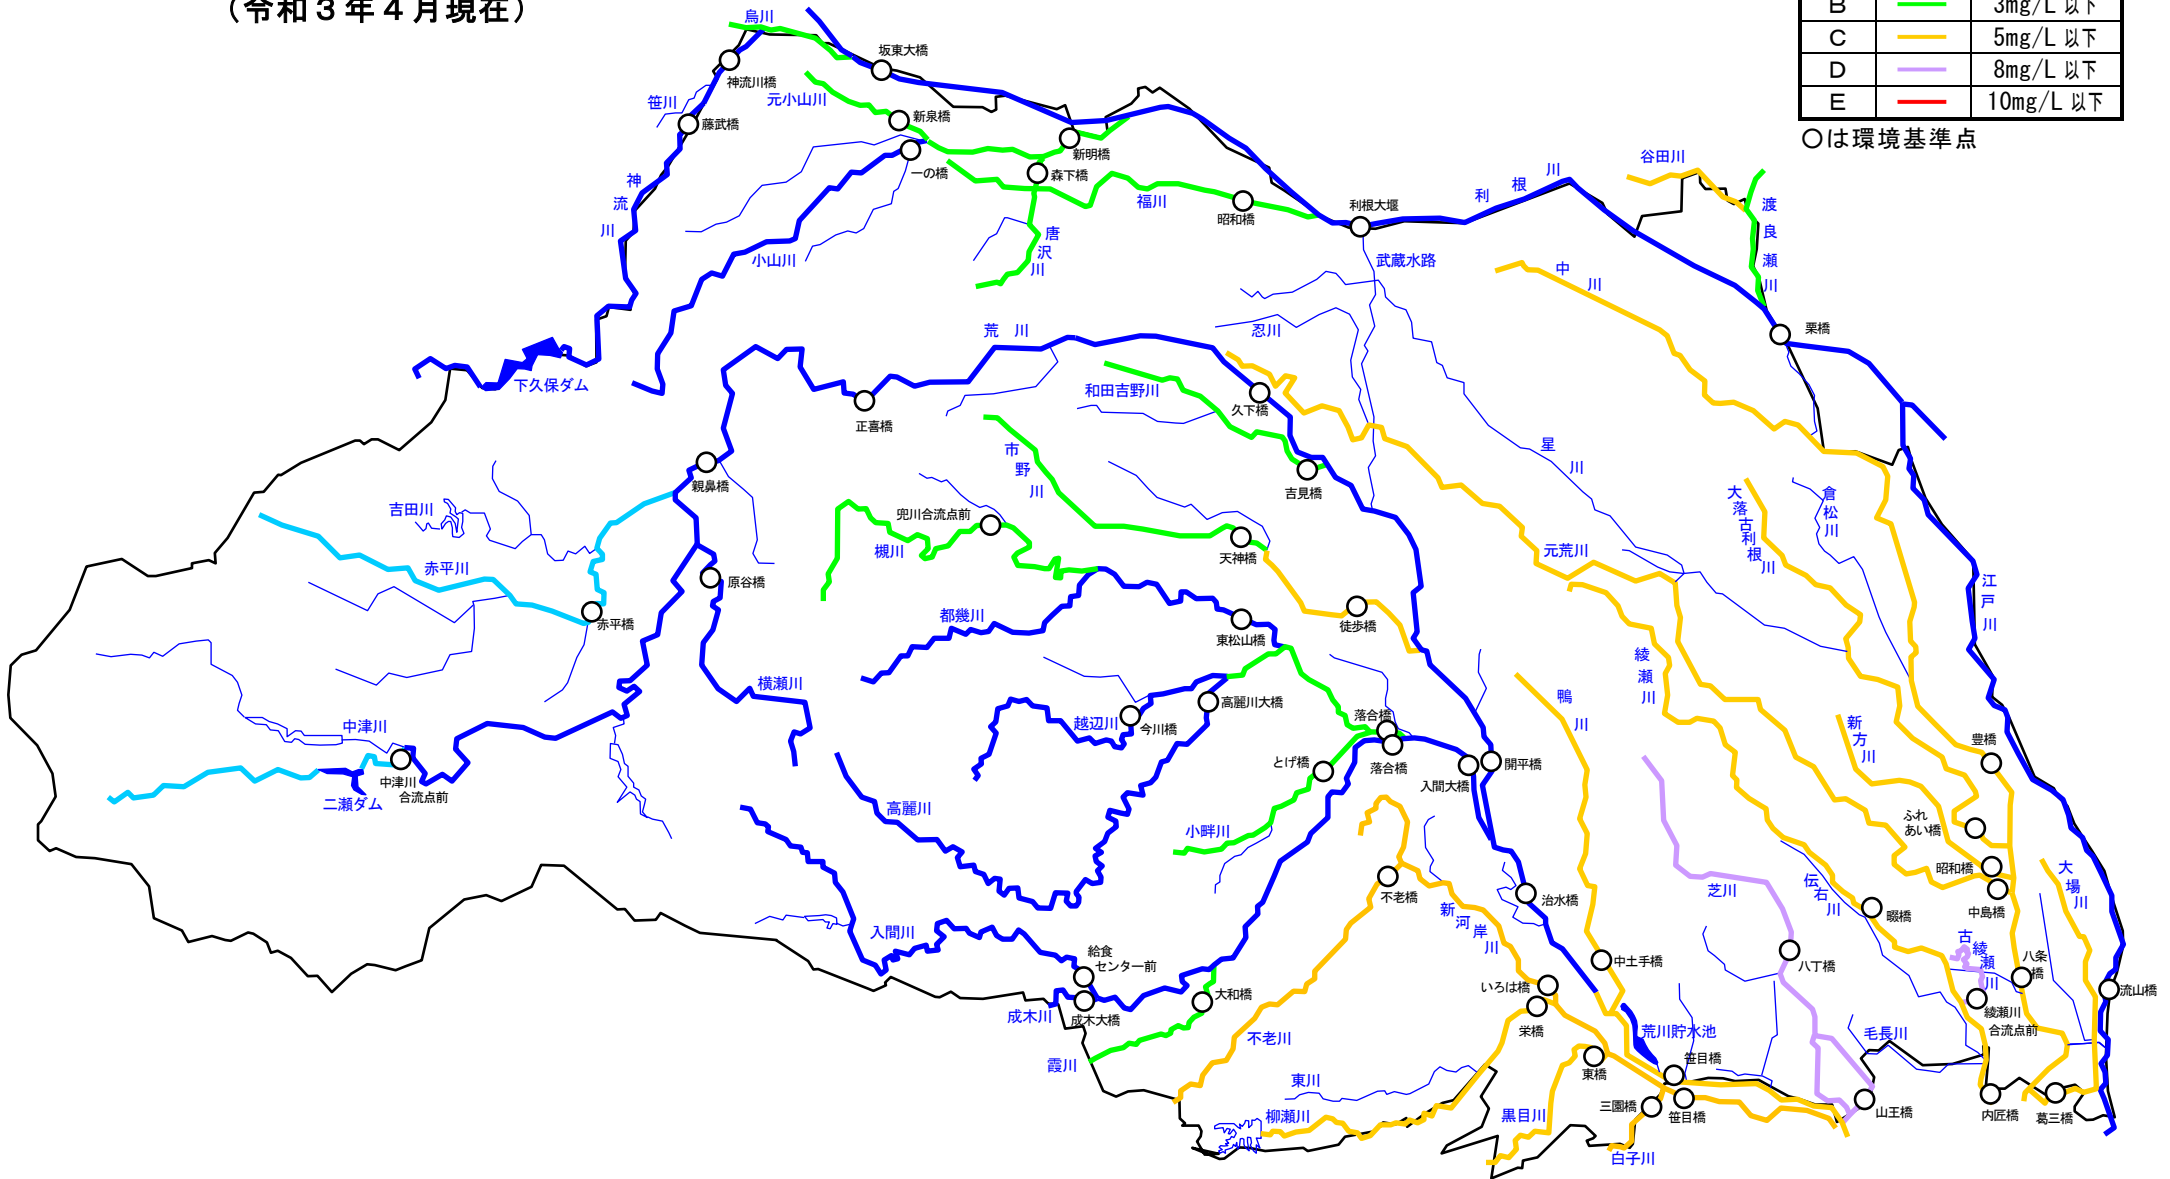 （令和３年４月現在）
B 3mg/L 以下
C 5mg/L 以下
D 8mg/L 以下
E 10mg/L 以下
○は環境基準点
烏川
坂東大橋
神流川橋
笹川
元小山川
藤武橋
新泉橋
新明橋
一の橋
森下橋
谷田川
神流川
福川
昭和橋
利根大堰
利根川
渡良瀬川
唐沢川
小山川
武蔵水路
中川
荒川
忍川
栗橋
下久保ダム
和田吉野川
久下橋
正喜橋
市野川
星川
親鼻橋
吉見橋
大落古利根川
倉松川
吉田川
兜川合流点前
槻川
天神橋
元荒川
赤平川
原谷橋
江戸川
赤平橋
都幾川
東松山橋
徒歩橋
綾瀬川
横瀬川
高麗川大橋
鴨川
中津川
越辺川
今川橋
落合橋
新方川
豊橋
とげ橋
落合橋
開平橋
中津川
合流点前
入間大橋
二瀬ダム
高麗川
小畔川
ふれ
あい橋
昭和橋
大場川
不老橋
治水橋
芝川
伝右川
畷橋
中島橋
新河岸川
入間川
古綾瀬川
給食
センター前
中土手橋
八丁橋
八条
橋
いろは橋
大和橋
流山橋
成木川
成木大橋
栄橋
綾瀬川
合流点前
不老川
荒川貯水池
毛長川
霞川
笹目橋
東橋
東川
三園橋
笹目橋
山王橋
内匠橋
葛三橋
柳瀬川
黒目川
白子川